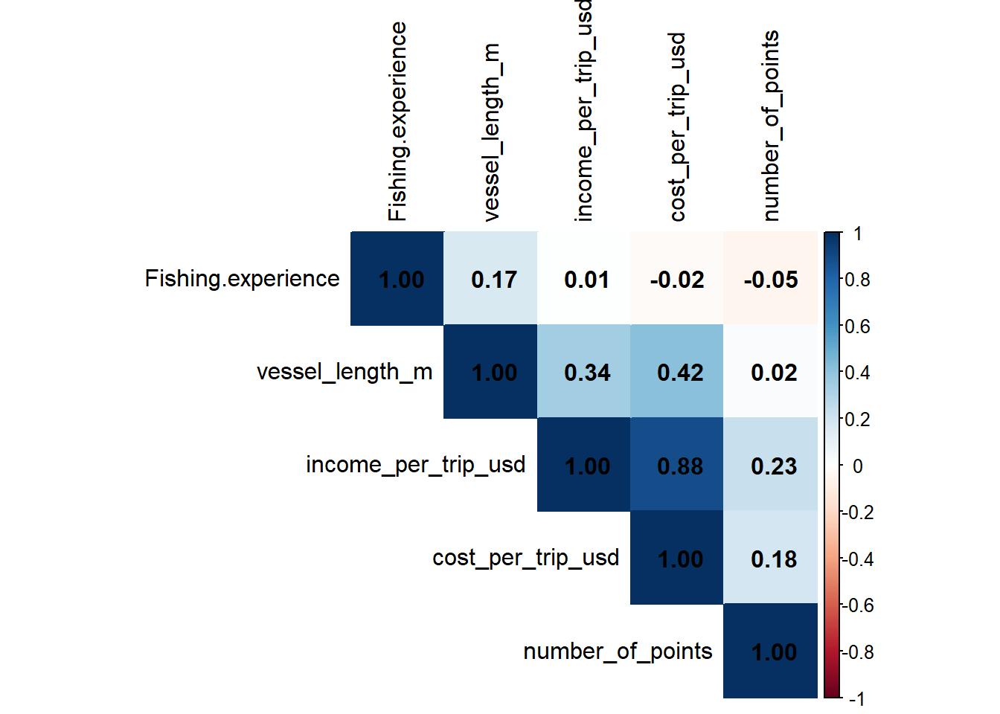 Fishing.experience
vessel_length_m
income_per_trip_usd
cost_per_trip_usd
number_of_points
Fishing.experience 1.00 0.17 0.01 -0.02 -0.05
vessel_length_m 1.00 0.34 0.42 0.02
income_per_trip_usd 1.00 0.88 0.23
cost_per_trip_usd 1.00 0.18
number_of_points 1.00
1
0.8
0.6
0.4
0.2
0
-0.2
-0.4
-0.6
-0.8
-1